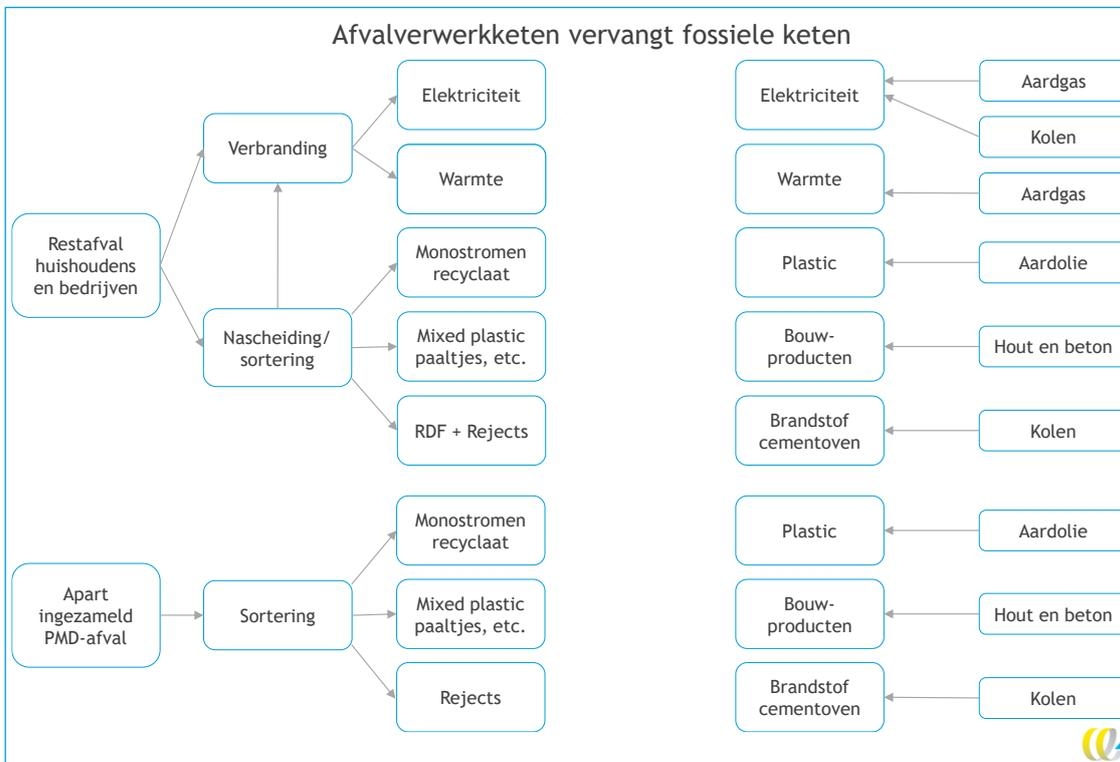 Afvalverwerkketen vervangt fossiele keten
Restafval
huishoudens
en bedrijven
Verbranding
Nascheiding/
sortering
Elektriciteit
Warmte
Monostromen
recyclaat
Mixed plastic
paaltjes, etc.
RDF + Rejects
Elektriciteit
Warmte
Plastic
Bouw-
producten
Brandstof
cementoven
Aardgas
Kolen
Aardgas
Aardolie
Hout en beton
Kolen
Apart
ingezameld
PMD-afval
Sortering
Monostromen
recyclaat
Mixed plastic
paaltjes, etc.
Rejects
Plastic
Bouw-
producten
Brandstof
cementoven
Aardolie
Hout en beton
Kolen